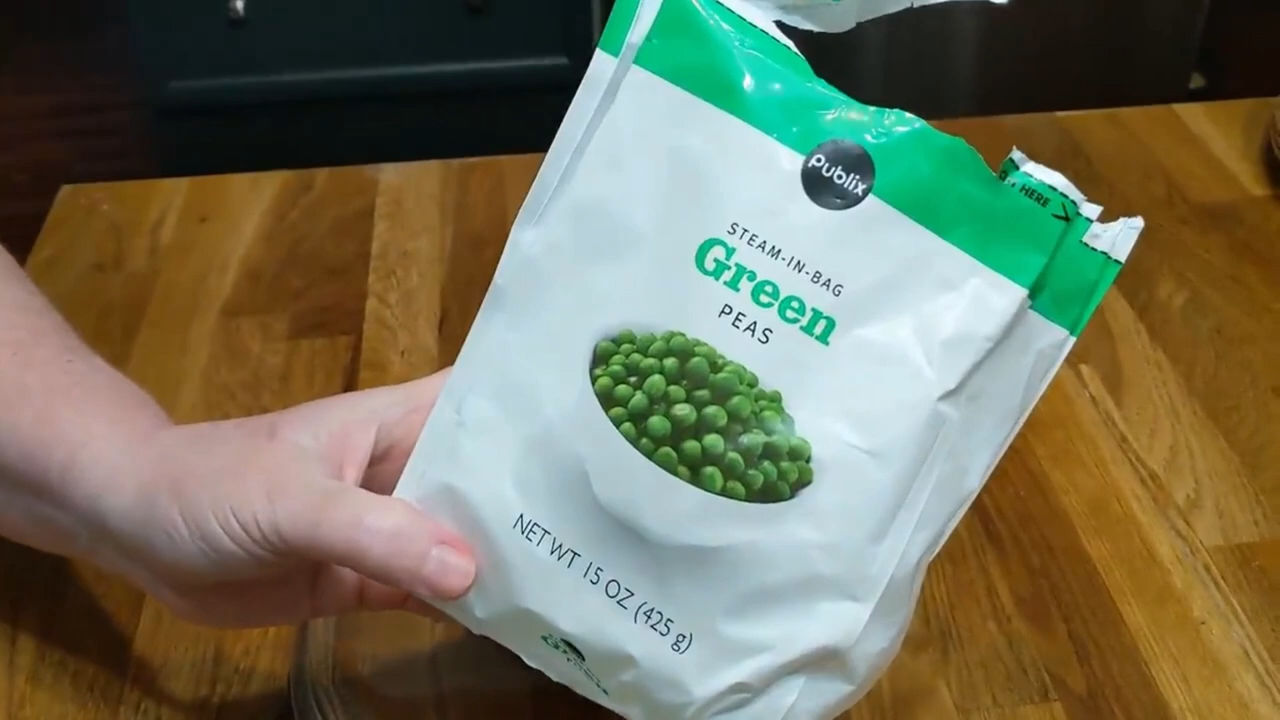 Publix
HERE >
STEAM-IN-BAG
Green
PEAS
NET WT 15 OZ (425 g)